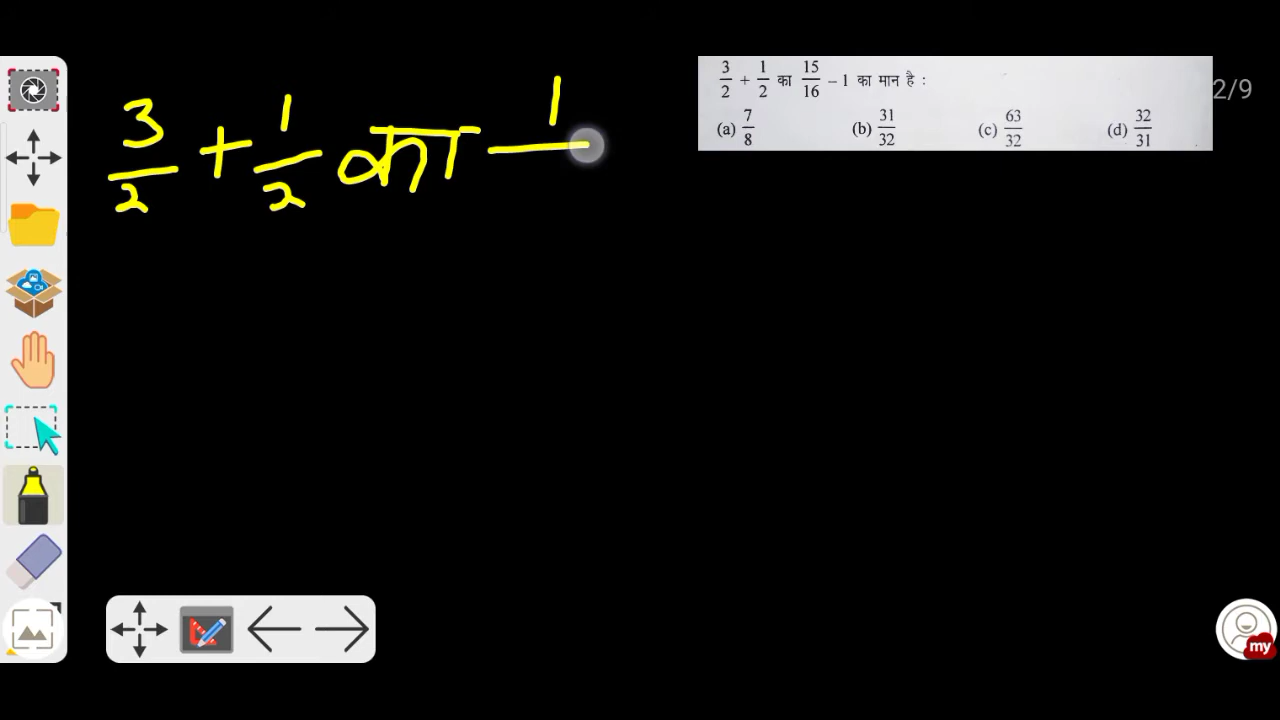 3/2 + 1/2 का 1/
3/2 + 1/2 का 15/16 – 1 का मान है :
(a) 7/8 (b) 31/32 (c) 63/32 (d) 32/31
2/9
my